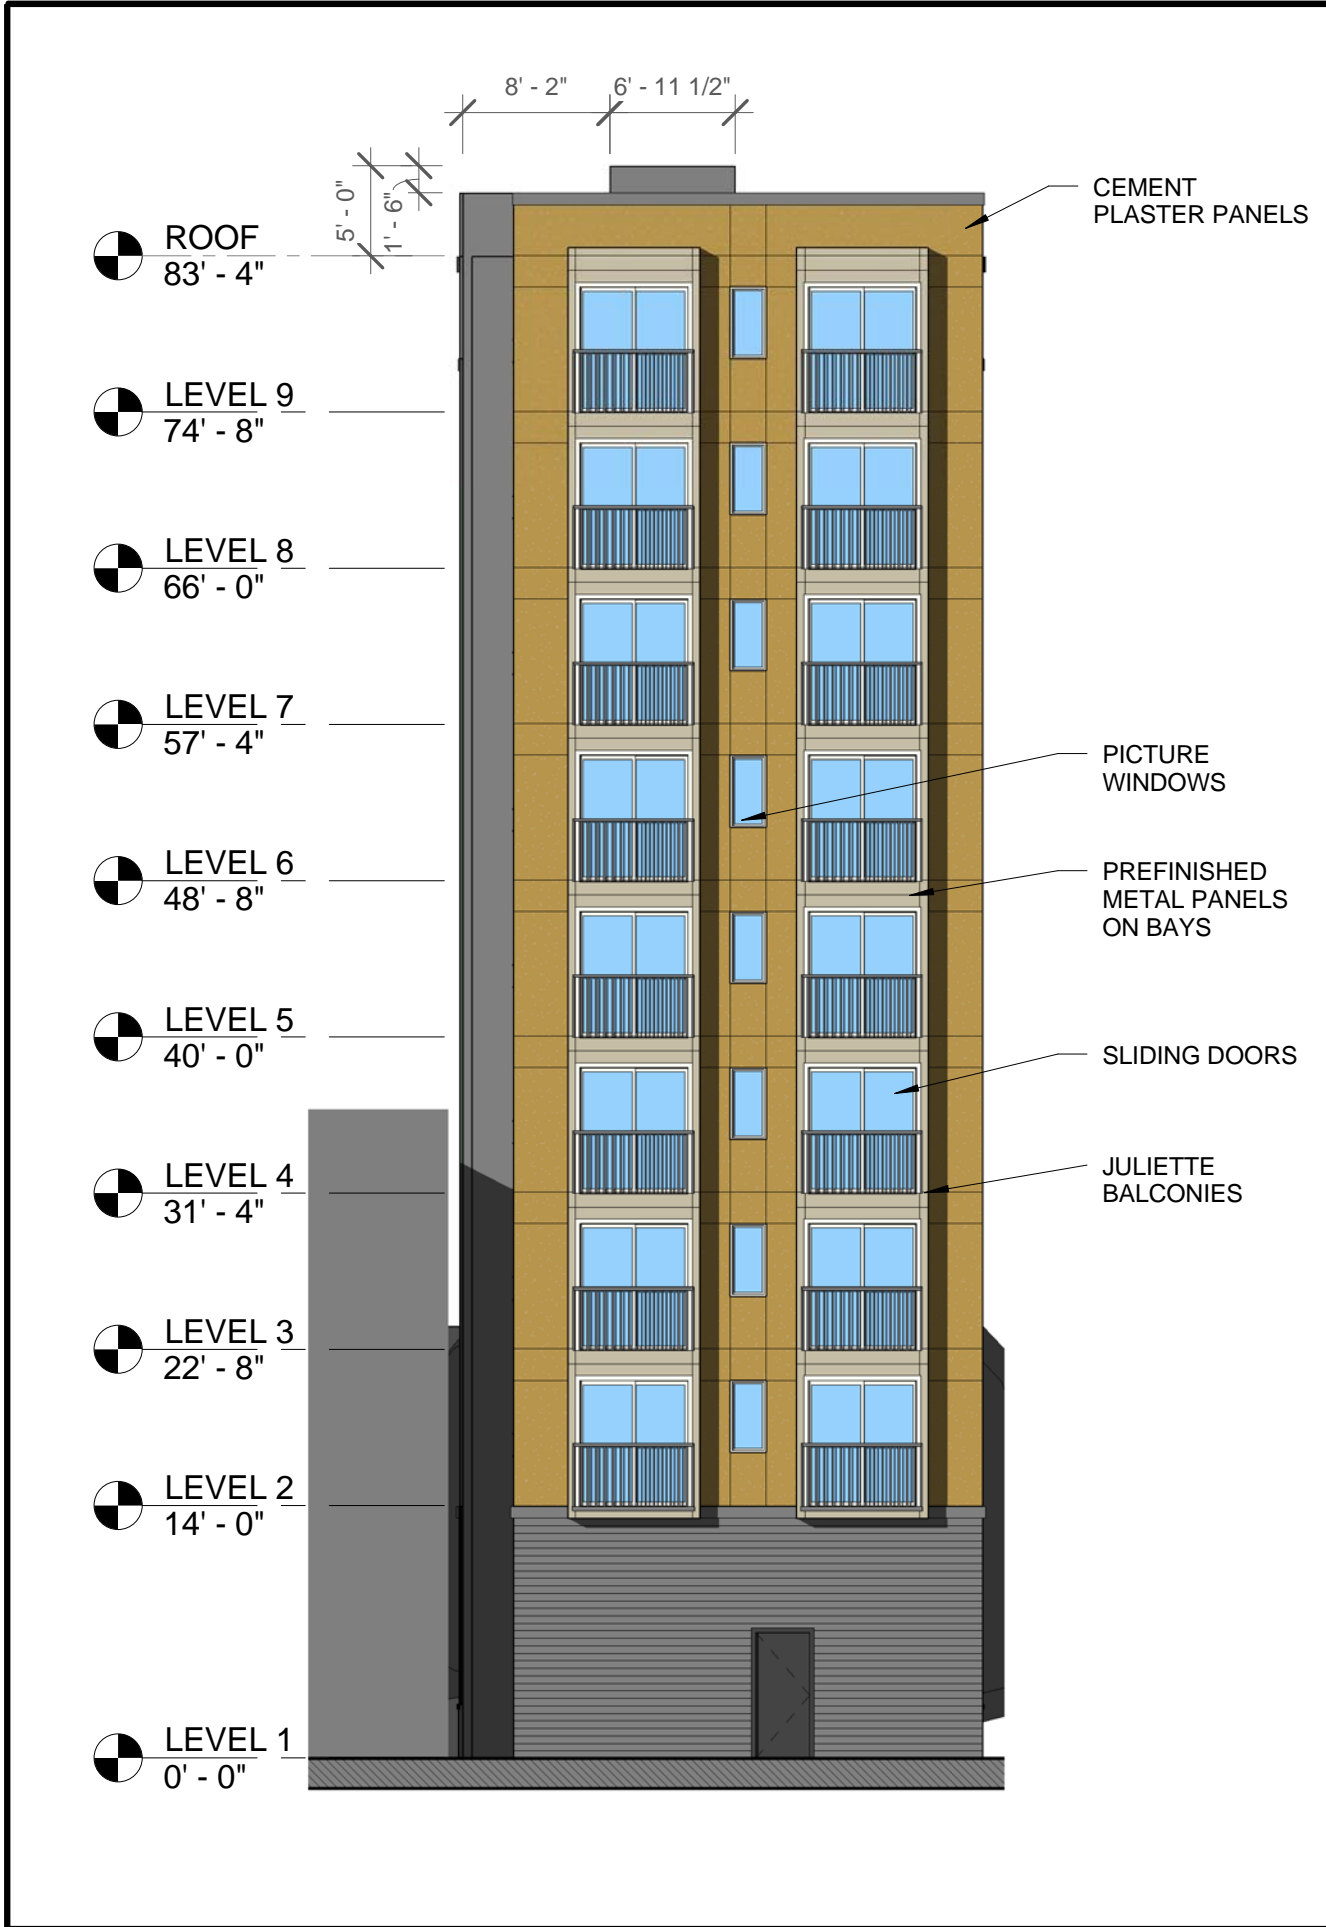 8' - 2"
6' - 11 1/2"
5' - 0"
1' - 6"
CEMENT
PLASTER PANELS
ROOF
83' - 4"
LEVEL 9
74' - 8"
LEVEL 8
66' - 0"
LEVEL 7
57' - 4"
PICTURE
WINDOWS
LEVEL 6
48' - 8"
PREFINISHED
METAL PANELS
ON BAYS
LEVEL 5
40' - 0"
SLIDING DOORS
LEVEL 4
31' - 4"
JULIETTE
BALCONIES
LEVEL 3
22' - 8"
LEVEL 2
14' - 0"
LEVEL 1
0' - 0"